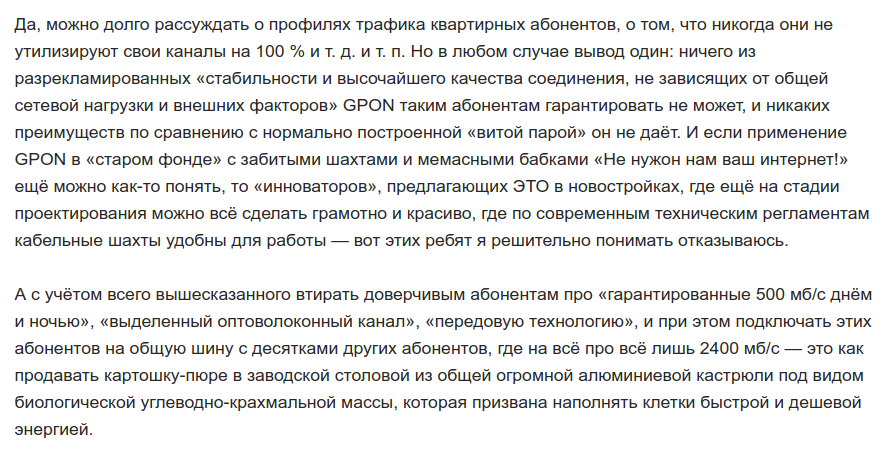 Да, можно долго рассуждать о профилях трафика квартирных абонентов, о том, что никогда они не
утилизируют свои каналы на 100 % и т. д. и т. п. Но в любом случае вывод один: ничего из
разрекламированных «стабильности и высочайшего качества соединения, не зависящих от общей
сетевой нагрузки и внешних факторов» GPON таким абонентам гарантировать не может, и никаких
преимуществ по сравнению с нормально построенной «витой парой» он не даёт. И если применение
GPON в «старом фонде» с забитыми шахтами и мемасными бабками «Не нужон нам ваш интернет!»
ещё можно как-то понять, то «инноваторов», предлагающих ЭТО в новостройках, где ещё на стадии
проектирования можно всё сделать грамотно и красиво, где по современным техническим регламентам
кабельные шахты удобны для работы — вот этих ребят я решительно понимать отказываюсь.

А с учётом всего вышесказанного втирать доверчивым абонентам про «гарантированные 500 мб/с днём
и ночью», «выделенный оптоволоконный канал», «передовую технологию», и при этом подключать этих
абонентов на общую шину с десятками других абонентов, где на всё про всё лишь 2400 мб/с — это как
продавать картошку-пюре в заводской столовой из общей огромной алюминиевой кастрюли под видом
биологической углеводно-крахмальной массы, которая призвана наполнять клетки быстрой и дешевой
энергией.